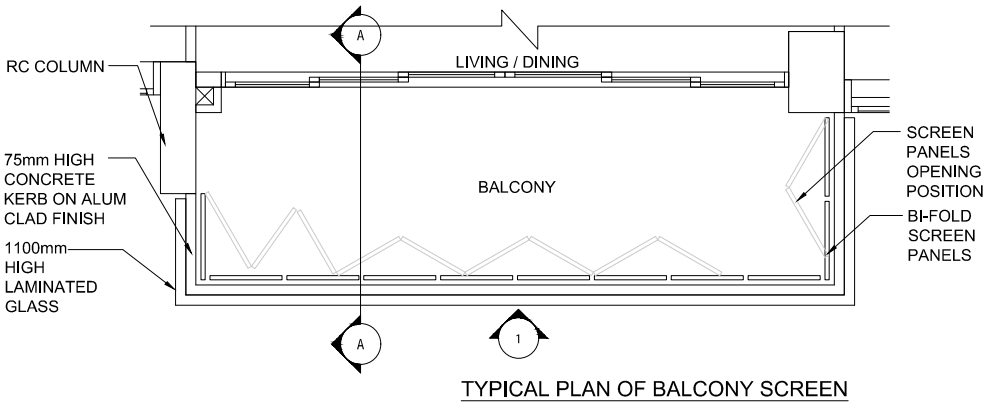 A
LIVING / DINING
RC COLUMN
75mm HIGH
CONCRETE
KERB ON ALUM
CLAD FINISH
1100mm
HIGH
LAMINATED
GLASS
BALCONY
SCREEN
PANELS
OPENING
POSITION
BI-FOLD
SCREEN
PANELS
A
1
TYPICAL PLAN OF BALCONY SCREEN